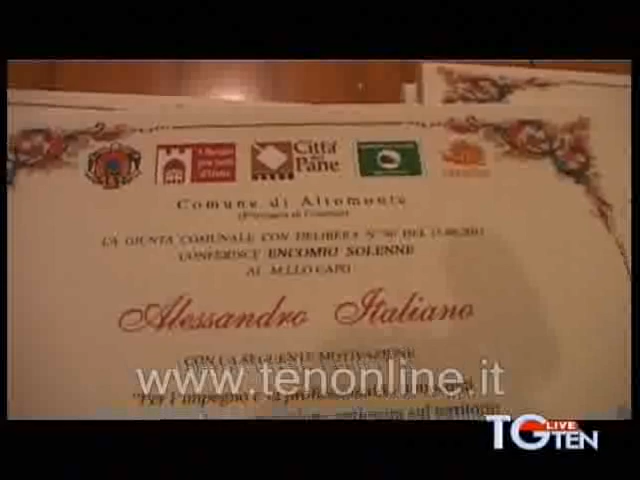 I Borghi più belli d'Italia
Città del Pane
Comune di Altomonte
(Provincia di Cosenza)
LA GIUNTA COMUNALE CON DELIBERA N° DEL
CONFERISCE ENCOMIO SOLENNE
AL M.LLO CAPO
Alessandro Italiano
CON LA SEGUENTE MOTIVAZIONE
www.tenonline.it
"Per l'impegno e la professionalità
sul territorio
TG LIVE TEN